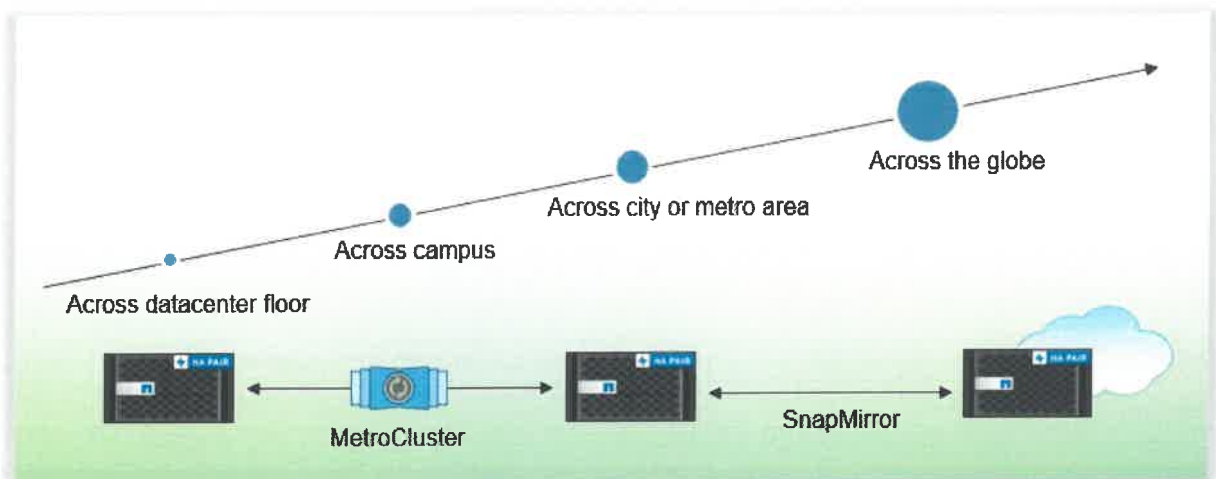 Across the globe
Across city or metro area
Across campus
Across datacenter floor
HA PAIR
HA PAIR
HA PAIR
MetroCluster
SnapMirror